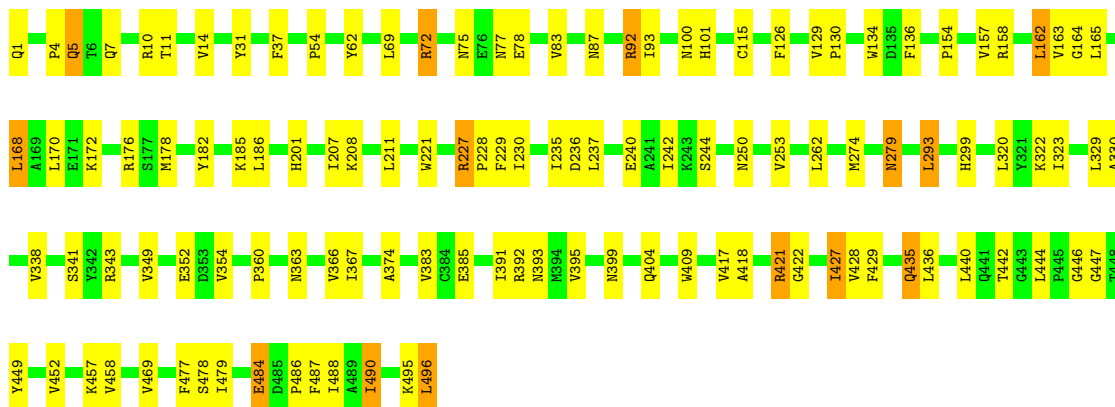 Q1 P4 Q5 T6 Q7 R10 T11 V14 Y31 F37 P54 Y62 L69 R72 N75 E76 N77 E78 V83 N87 R92 I93 N100 H101 C115 F126 V129 P130 W134 D135 F136 P154 V157 R158 L162 V163 G164 L165
L168 A169 L170 E171 K172 R176 S177 M178 Y182 K185 L186 H201 I207 K208 L211 W221 R227 P228 F229 I230 I235 D236 L237 E240 A241 I242 K243 S244 N250 V253 L262 M274 N279 L293 H299 L320 Y321 K322 I323 L329 A330
V338 S341 Y342 R343 V349 E352 D353 V354 P360 N363 V366 I367 A374 V383 C384 E385 I391 R392 N393 M394 V395 N399 Q404 W409 V417 A418 R421 G422 I427 V428 F429 Q435 L436 L440 Q441 T442 G443 L444 P445 G446 G447 T448
Y449 V452 K457 V458 V469 F477 S478 I479 E484 D485 P486 F487 I488 A489 I490 K495 L496